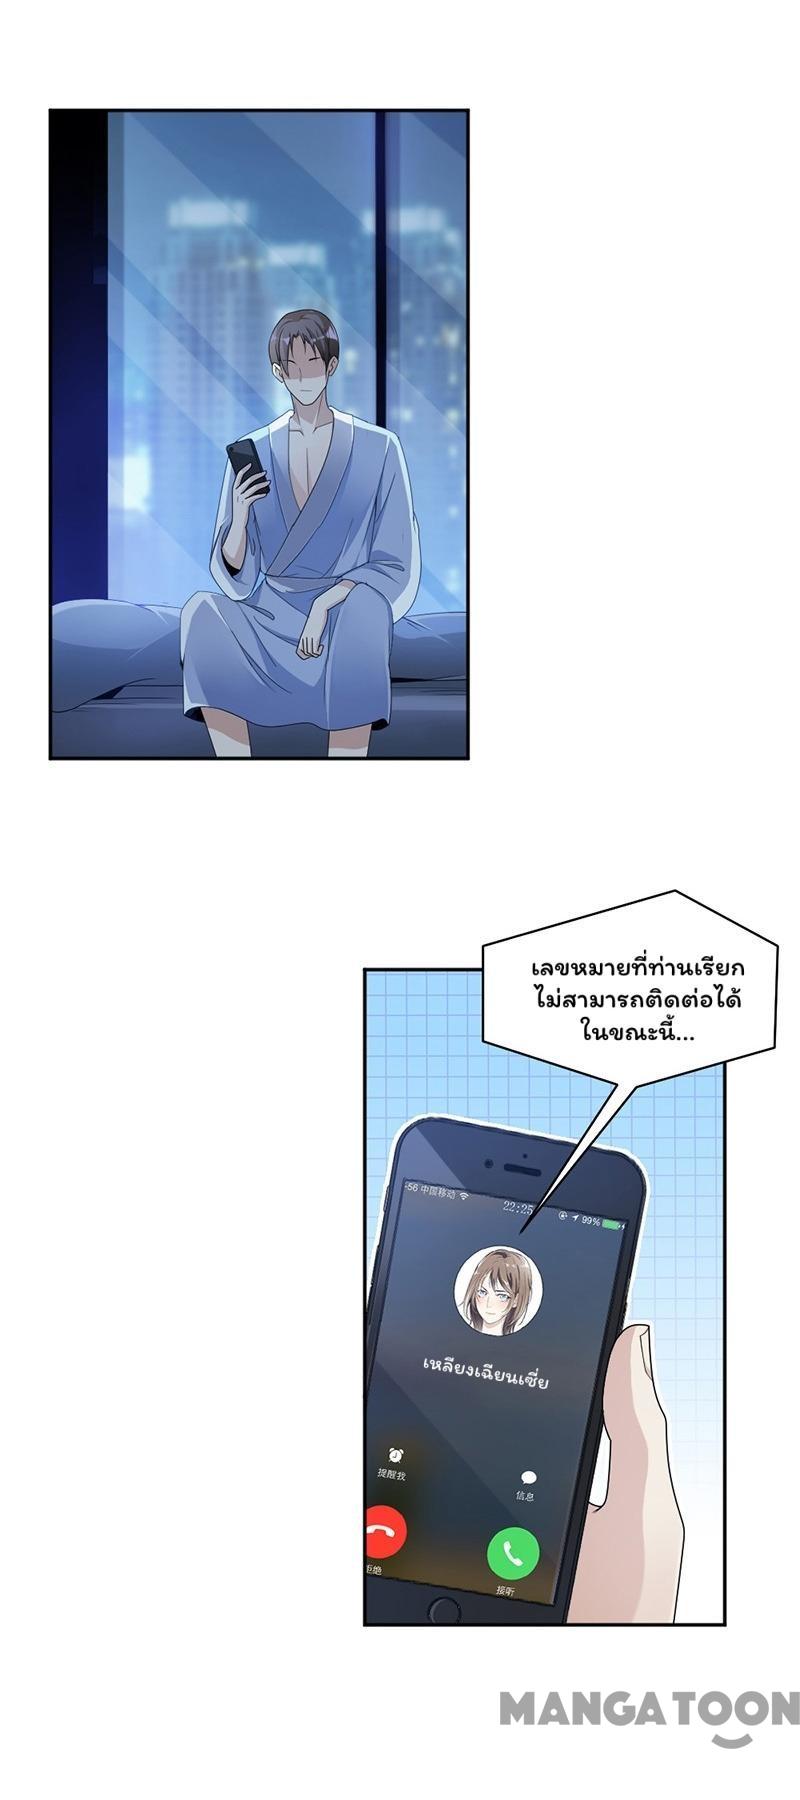 เลขหมายที่ท่านเรียก
ไม่สามารถติดต่อได้
ในขณะนี้...
-56 中国移动
22:25
99%
เหลียงเฉียนเซี่ย
提醒我
信息
拒绝
接听
MANGATOON